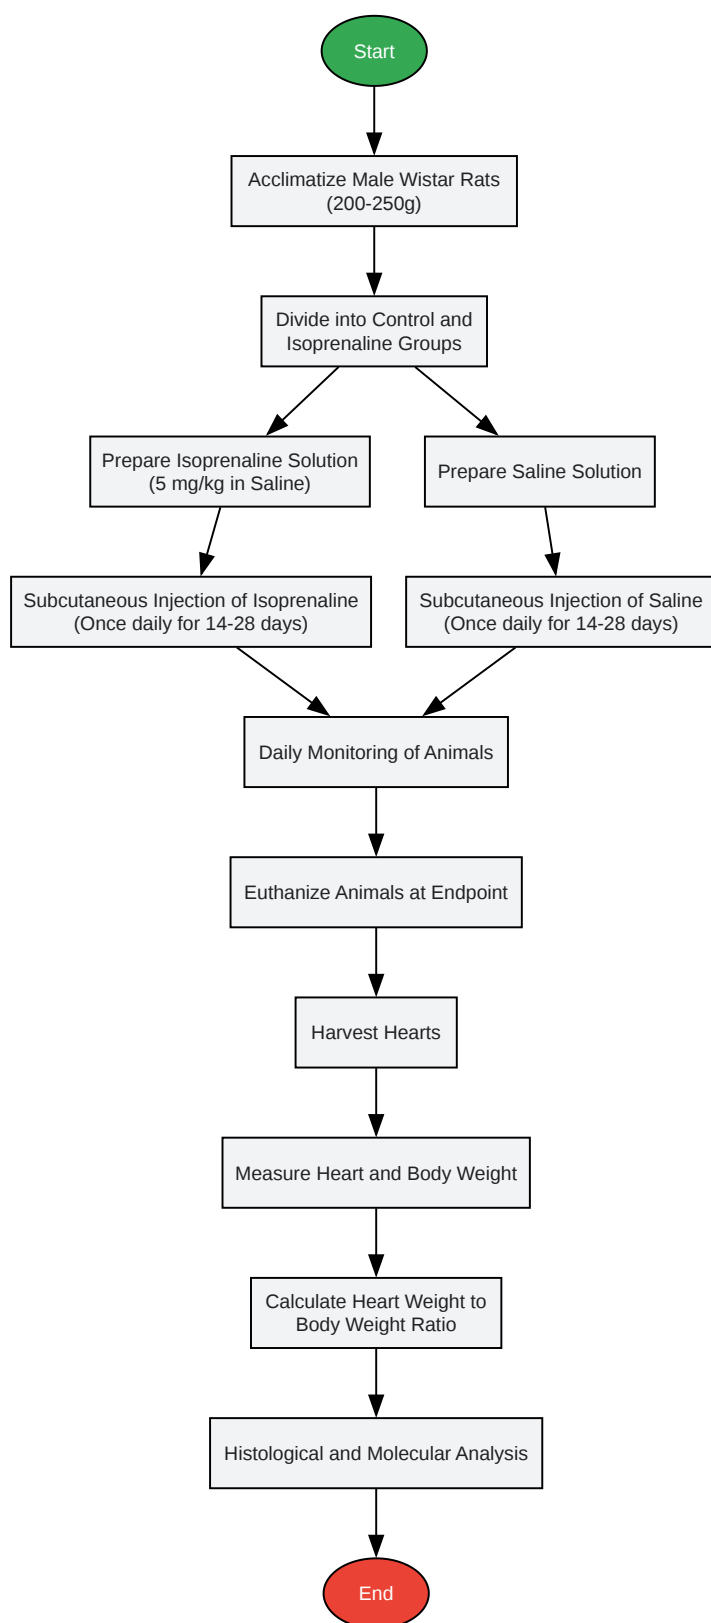 Start
Acclimatize Male Wistar Rats
(200-250g)
Divide into Control and
Isoprenaline Groups
Prepare Isoprenaline Solution
(5 mg/kg in Saline)
Prepare Saline Solution
Subcutaneous Injection of Isoprenaline
(Once daily for 14-28 days)
Subcutaneous Injection of Saline
(Once daily for 14-28 days)
Daily Monitoring of Animals
Euthanize Animals at Endpoint
Harvest Hearts
Measure Heart and Body Weight
Calculate Heart Weight to
Body Weight Ratio
Histological and Molecular Analysis
End